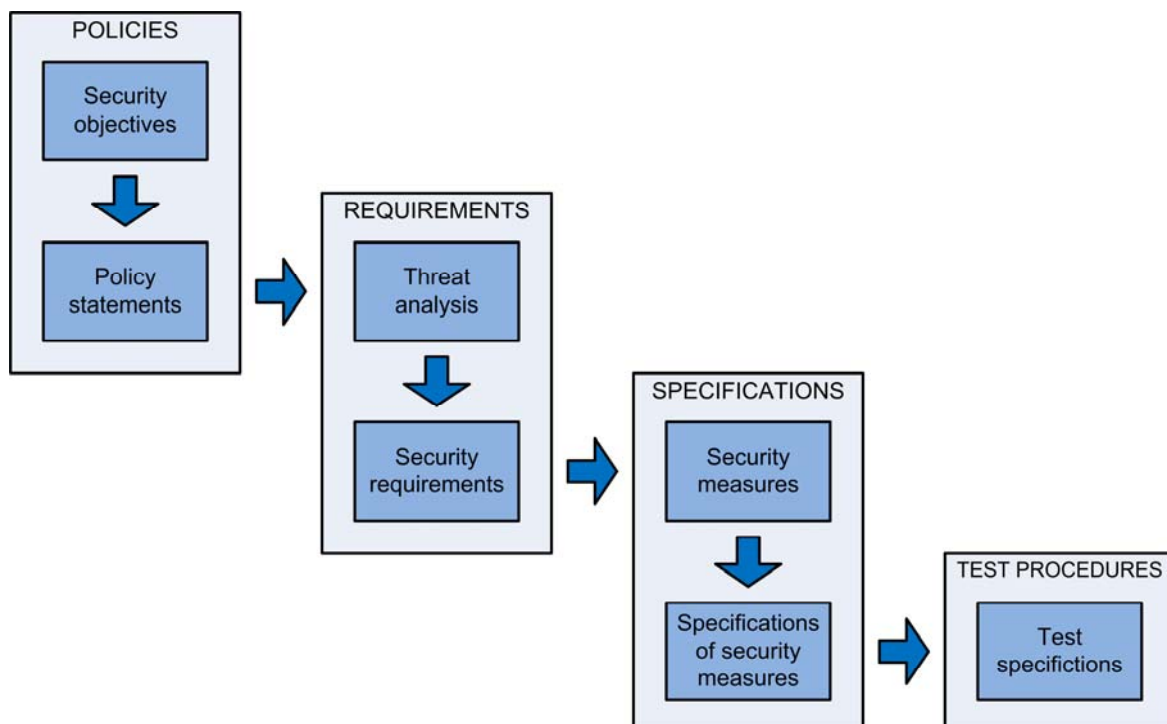 POLICIES
Security
objectives
Policy
statements
REQUIREMENTS
Threat
analysis
Security
requirements
SPECIFICATIONS
Security
measures
Specifications
of security
measures
TEST PROCEDURES
Test
specifictions